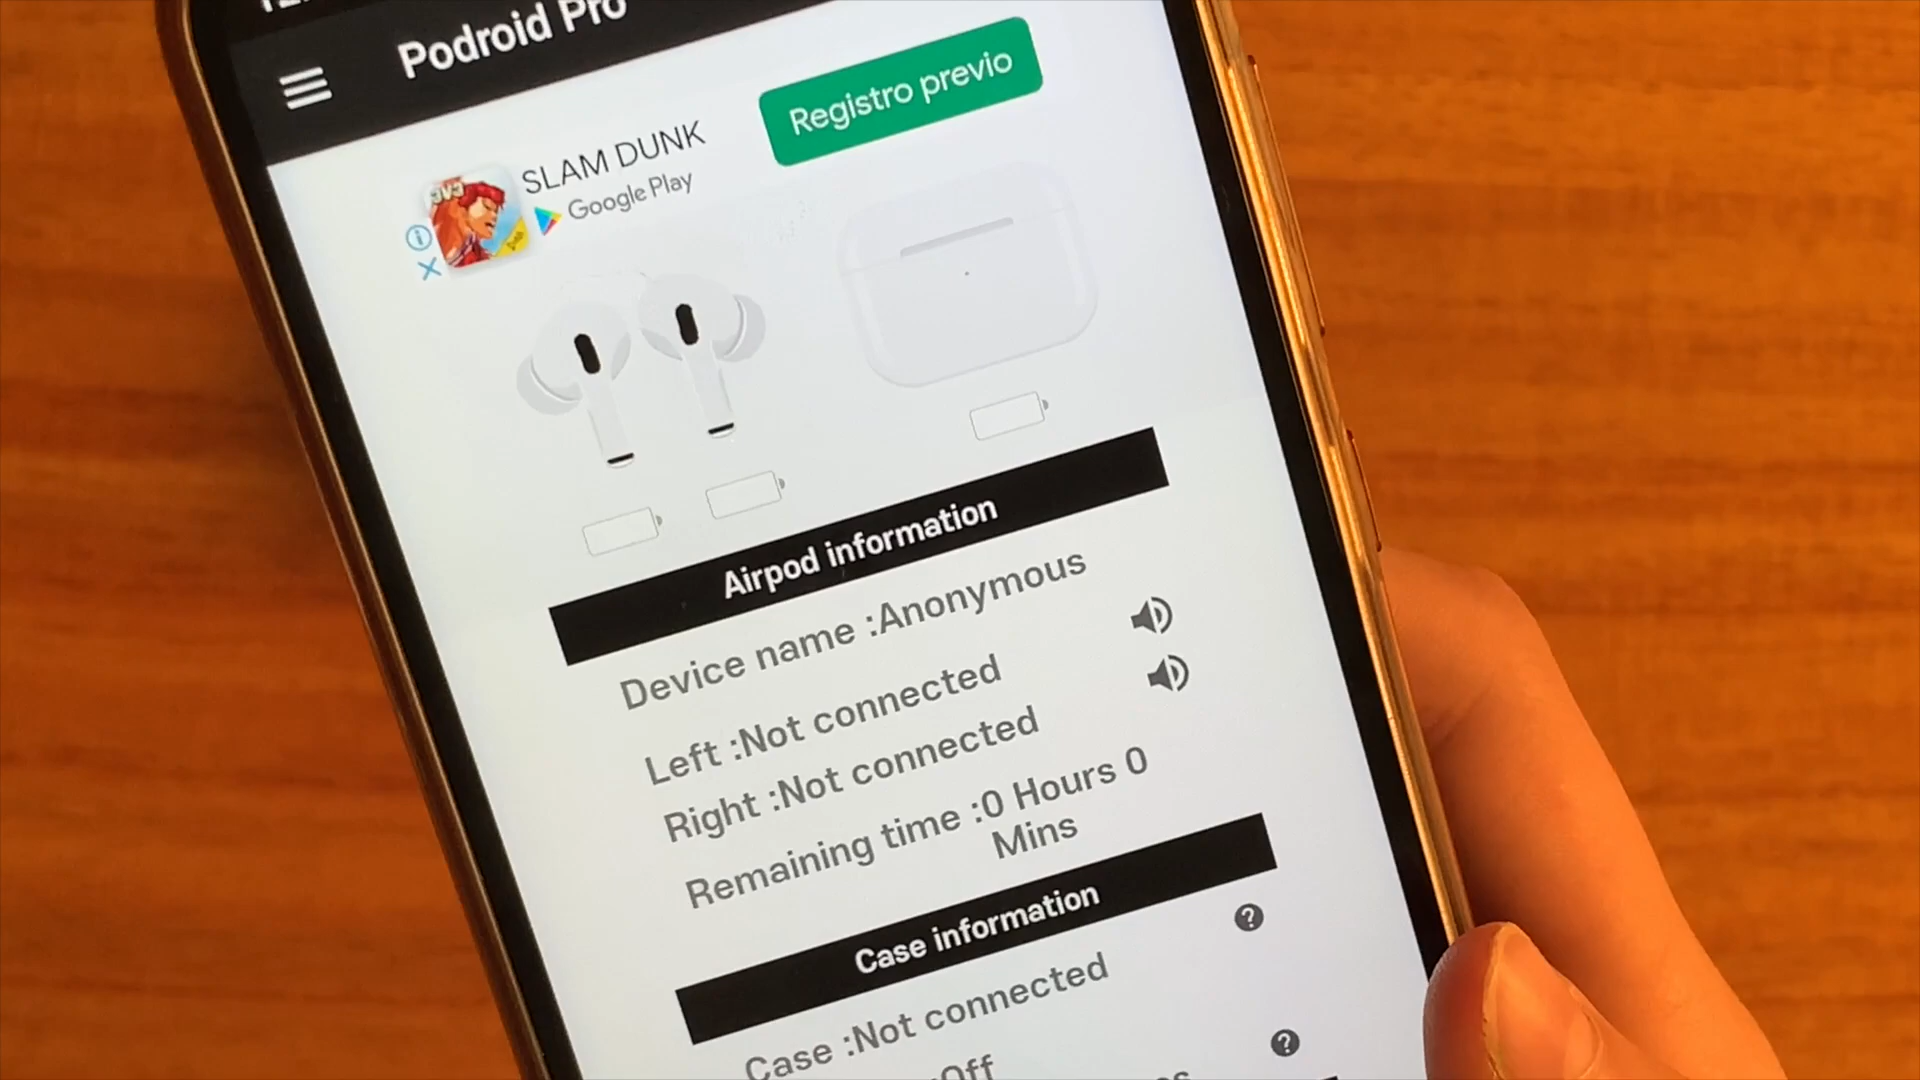 Podroid Pro
SLAM DUNK
Google Play
Registro previo
Airpod information
Device name :Anonymous
Left :Not connected
Right :Not connected
Remaining time :0 Hours 0
Mins
Case information
Case :Not connected
:Off